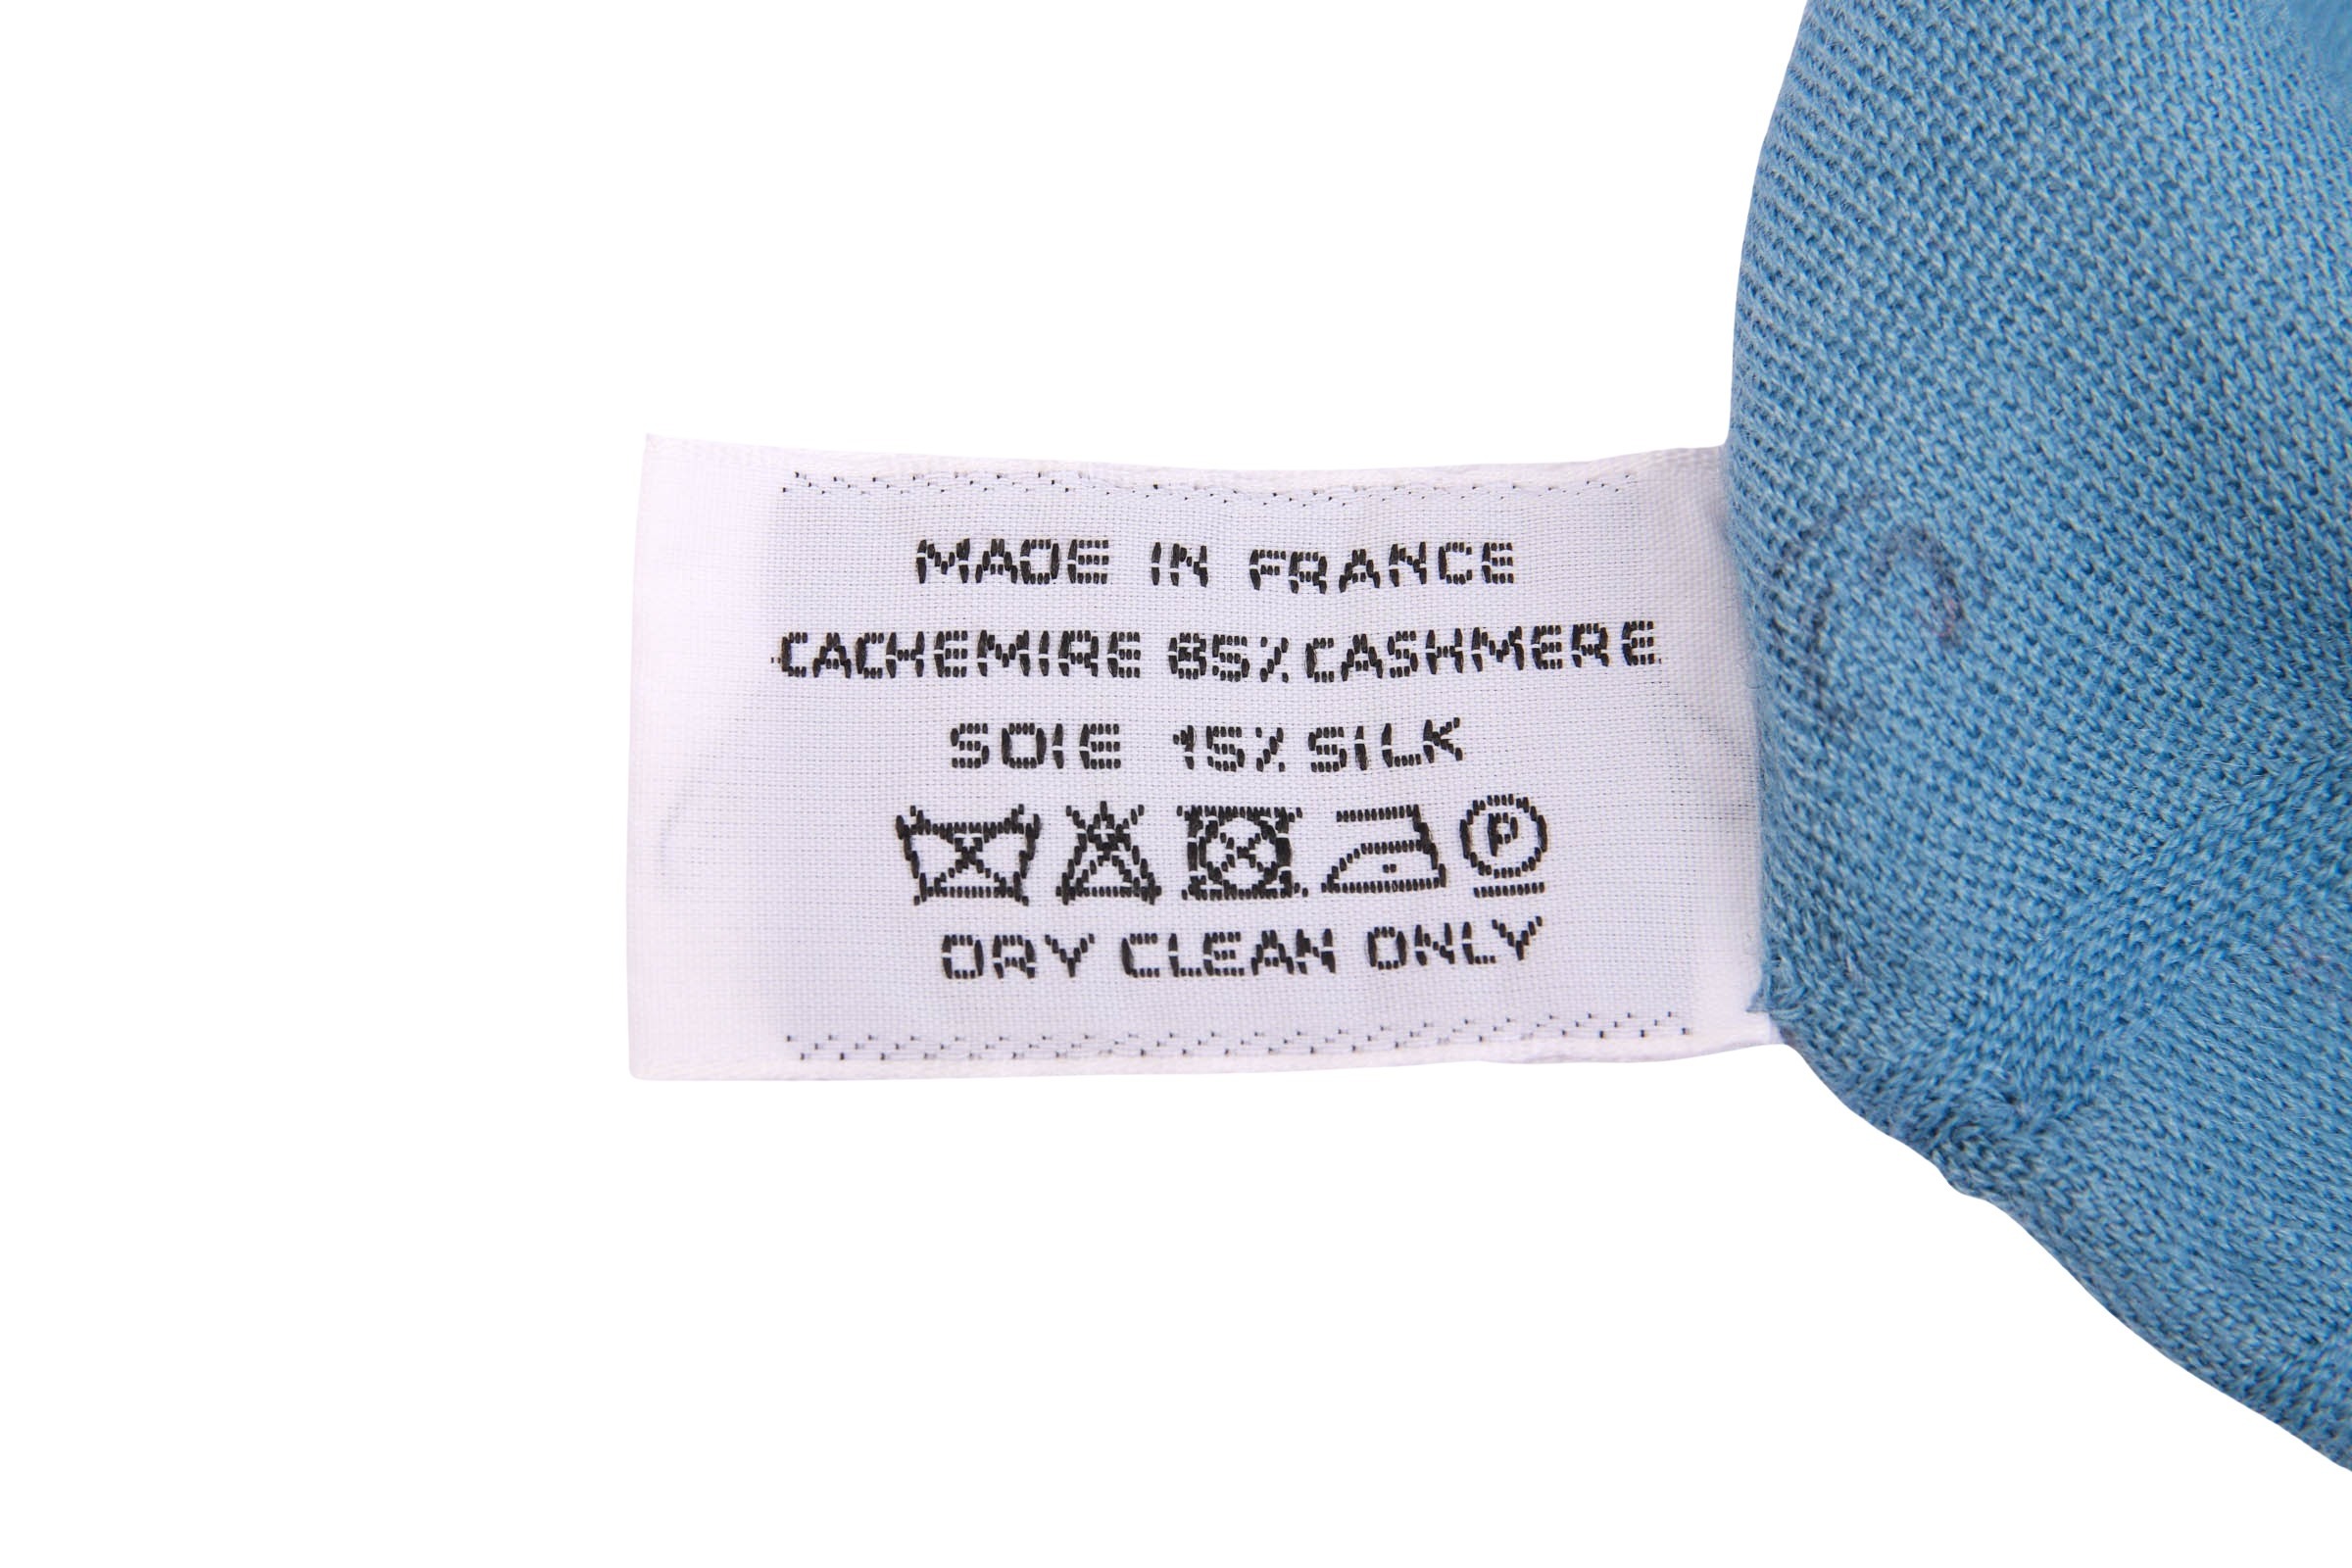 MADE IN FRANCE
CACHEMIRE 85% CASHMERE
SOIE 15% SILK
P
DRY CLEAN ONLY